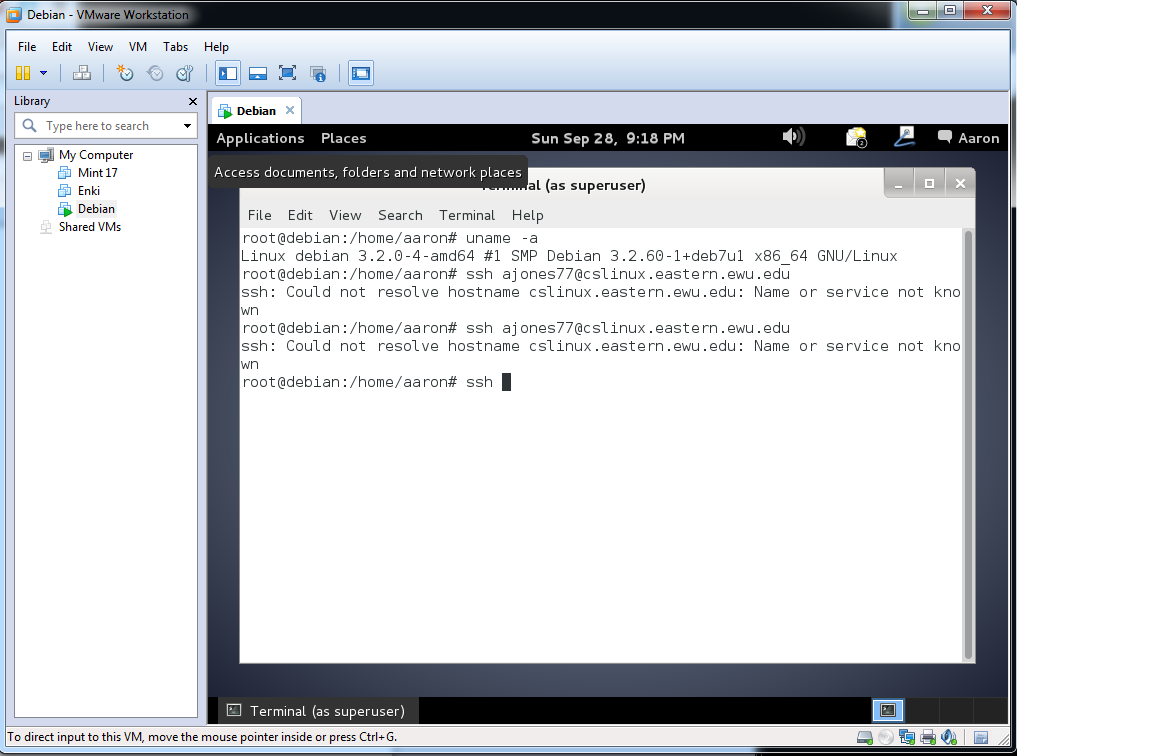 Debian - VMware Workstation
File Edit View VM Tabs Help
Library
Type here to search
My Computer
Mint 17
Enki
Debian
Shared VMs
Debian
Applications Places Sun Sep 28, 9:18 PM 2 Aaron
Access documents, folders and network places
Terminal (as superuser)
File Edit View Search Terminal Help
root@debian:/home/aaron# uname -a
Linux debian 3.2.0-4-amd64 #1 SMP Debian 3.2.60-1+deb7u1 x86_64 GNU/Linux
root@debian:/home/aaron# ssh ajones77@cslinux.eastern.ewu.edu
ssh: Could not resolve hostname cslinux.eastern.ewu.edu: Name or service not kno
wn
root@debian:/home/aaron# ssh ajones77@cslinux.eastern.ewu.edu
ssh: Could not resolve hostname cslinux.eastern.ewu.edu: Name or service not kno
wn
root@debian:/home/aaron# ssh
Terminal (as superuser)
To direct input to this VM, move the mouse pointer inside or press Ctrl+G.